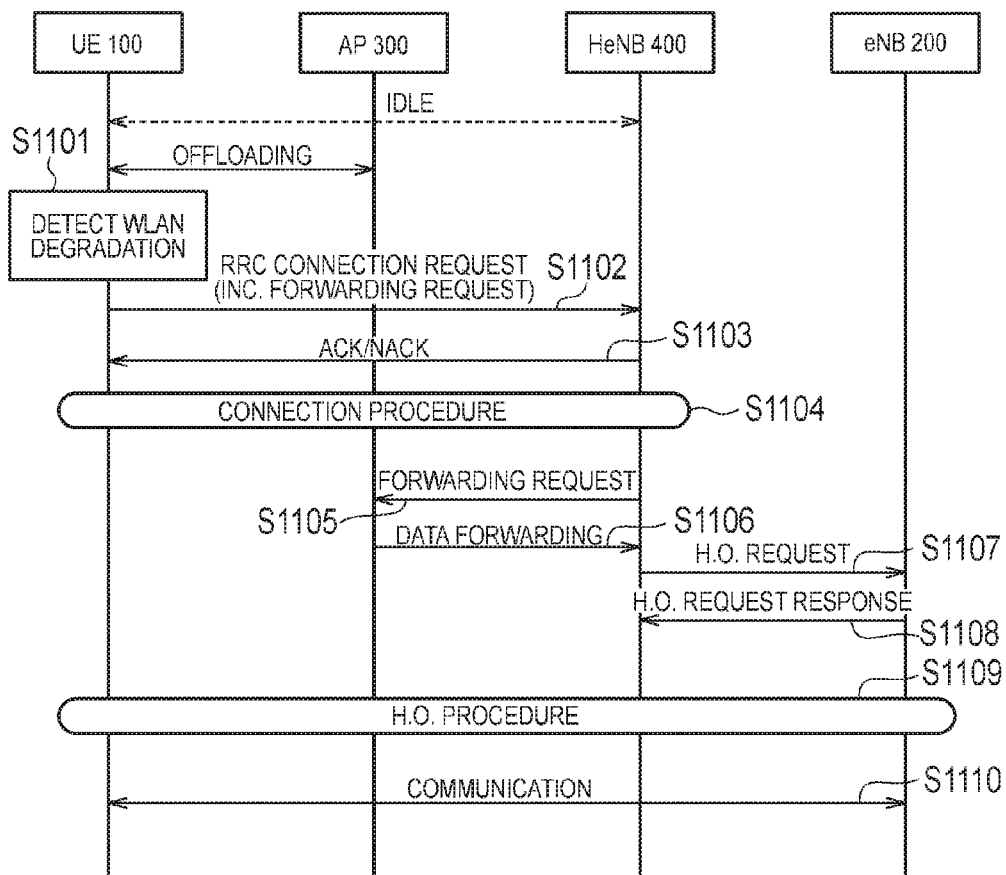 UE 100
AP 300
HeNB 400
eNB 200
IDLE
S1101
OFFLOADING
DETECT WLAN
DEGRADATION
RRC CONNECTION REQUEST
(INC. FORWARDING REQUEST)
S1102
ACK/NACK
S1103
CONNECTION PROCEDURE
S1104
FORWARDING REQUEST
S1105
DATA FORWARDING
S1106
H.O. REQUEST
S1107
H.O. REQUEST RESPONSE
S1108
S1109
H.O. PROCEDURE
COMMUNICATION
S1110